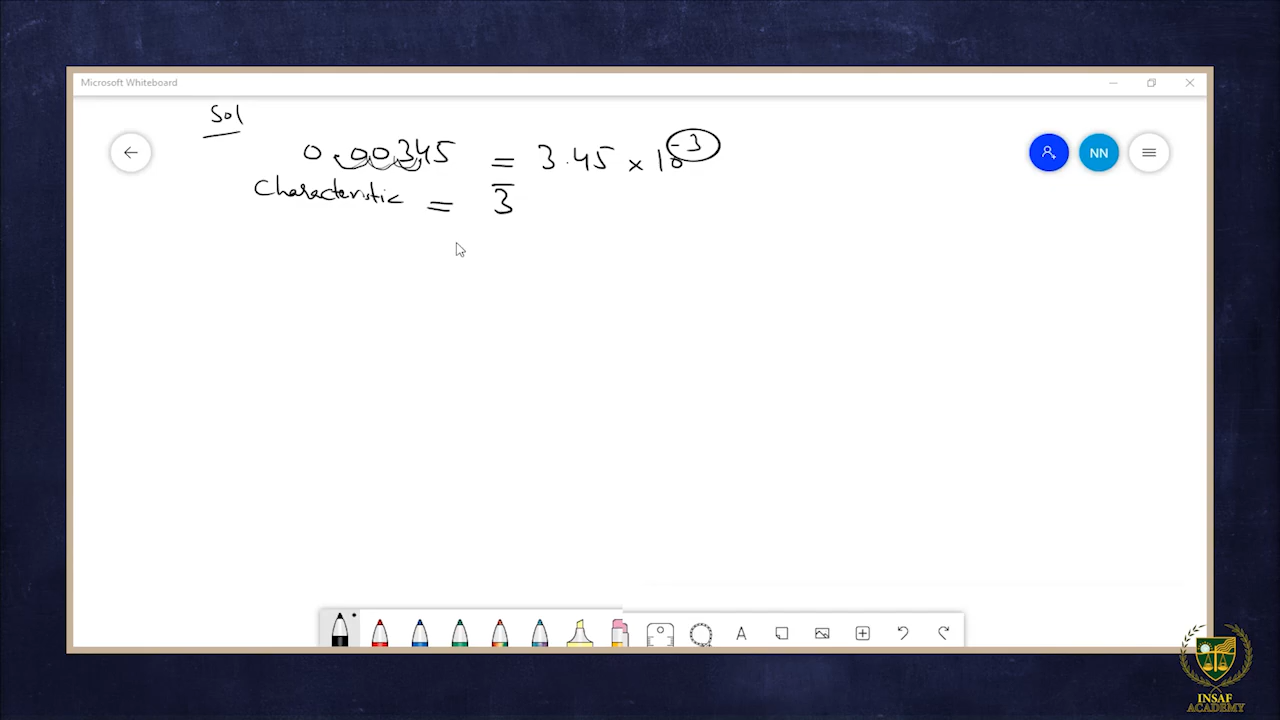 Microsoft Whiteboard
Sol
0.00345 = 3.45 × 10⁻³
Characteristic = 3̅
NN
A
INSAF
ACADEMY